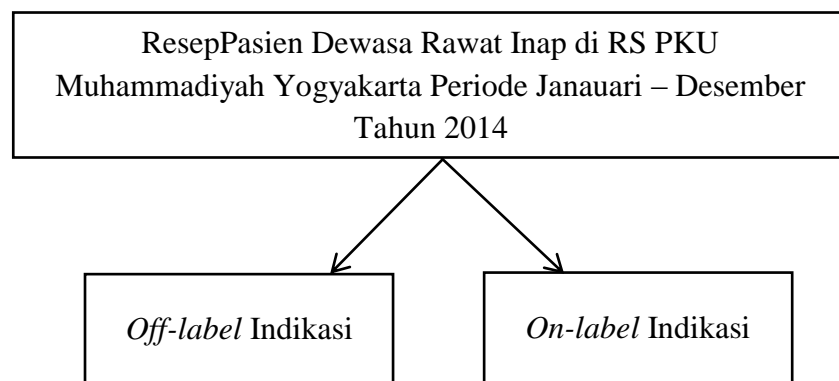 ResepPasien Dewasa Rawat Inap di RS PKU
Muhammadiyah Yogyakarta Periode Janauari – Desember
Tahun 2014
Off-label Indikasi
On-label Indikasi